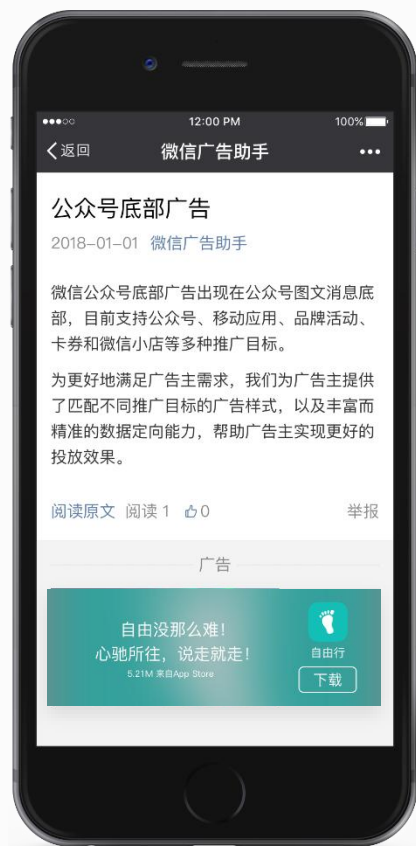 12:00 PM
100%
返回
微信广告助手
公众号底部广告
2018-01-01 微信广告助手
微信公众号底部广告出现在公众号图文消息底
部，目前支持公众号、移动应用、品牌活动、
卡券和微信小店等多种推广目标。
为更好地满足广告主需求，我们为广告主提供
了匹配不同推广目标的广告样式，以及丰富而
精准的数据定向能力，帮助广告主实现更好的
投放效果。
阅读原文 阅读 1 0
举报
广告
自由没那么难！
心驰所往，说走就走！
5.21M 来自App Store
自由行
下载